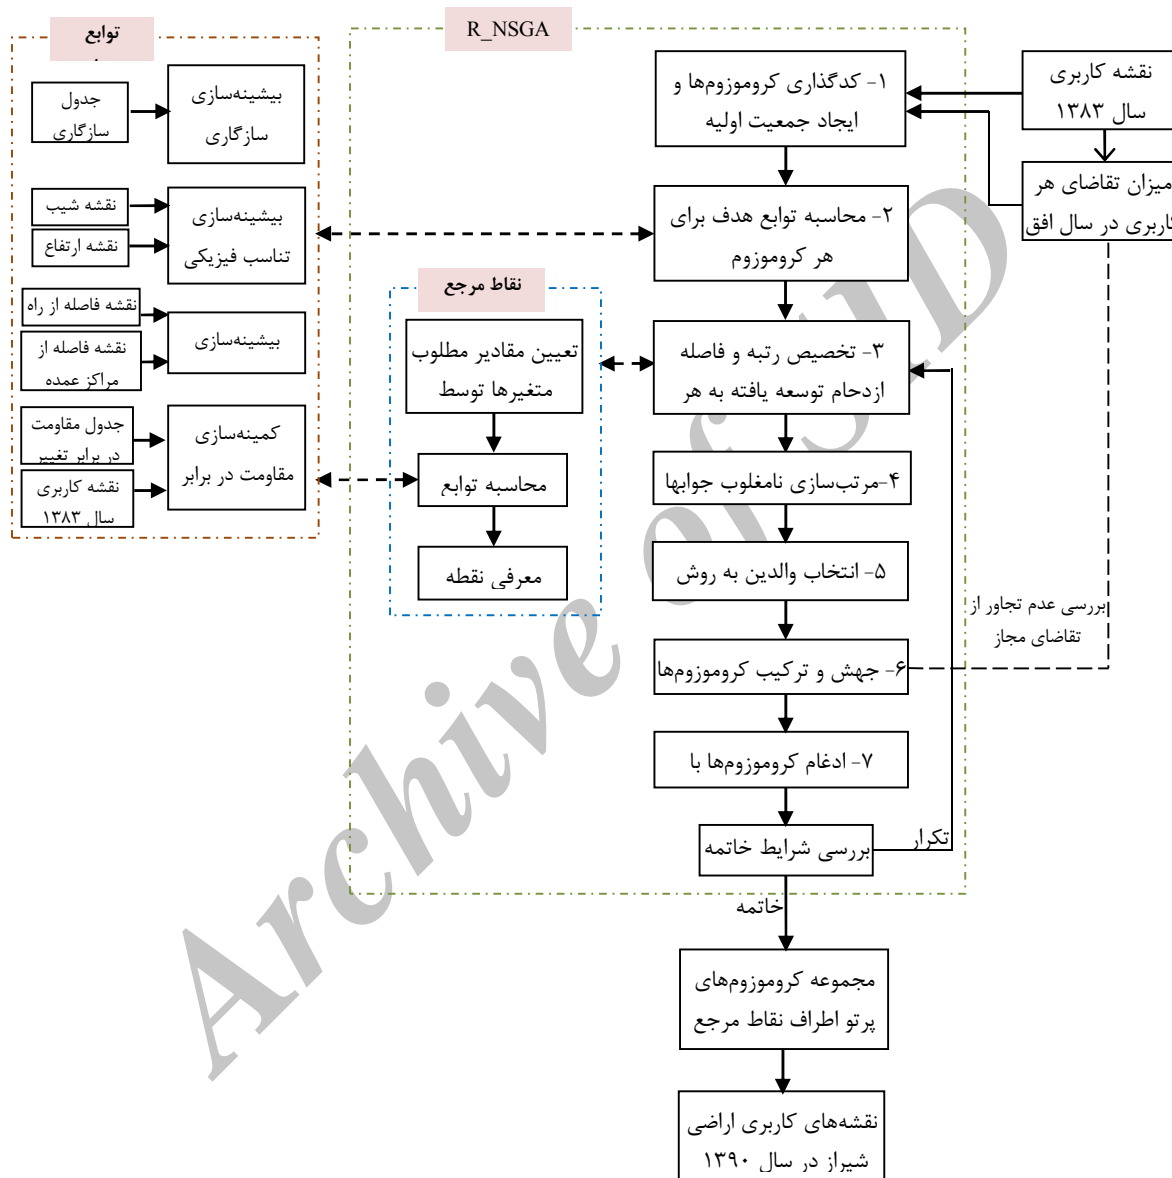 توابع
R_NSGA
نقشه کاربری
سال ۱۳۸۳
۱- کدگذاری کروموزوم‌ها و
ایجاد جمعیت اولیه
میزان تقاضای هر
کاربری در سال افق
بیشینه‌سازی
سازگاری
جدول
سازگاری
۲- محاسبه توابع هدف برای
هر کروموزوم
بیشینه‌سازی
تناسب فیزیکی
نقشه شیب
نقشه ارتفاع
نقاط مرجع
بیشینه‌سازی
نقشه فاصله از راه
نقشه فاصله از
مراکز عمده
۳- تخصیص رتبه و فاصله
ازدحام توسعه یافته به هر
تعیین مقادیر مطلوب
متغیرها توسط
کمینه‌سازی
مقاومت در برابر
جدول مقاومت
در برابر تغییر
نقشه کاربری
سال ۱۳۸۳
محاسبه توابع
معرفی نقطه
۴-مرتب‌سازی نامغلوب جوابها
۵- انتخاب والدین به روش
بررسی عدم تجاور از
تقاضای مجاز
۶- جهش و ترکیب کروموزوم‌ها
۷- ادغام کروموزوم‌ها با
بررسی شرایط خاتمه
تکرار
خاتمه
مجموعه کروموزوم‌های
پرتو اطراف نقاط مرجع
نقشه‌های کاربری اراضی
شیراز در سال ۱۳۹۰
Archive of SID